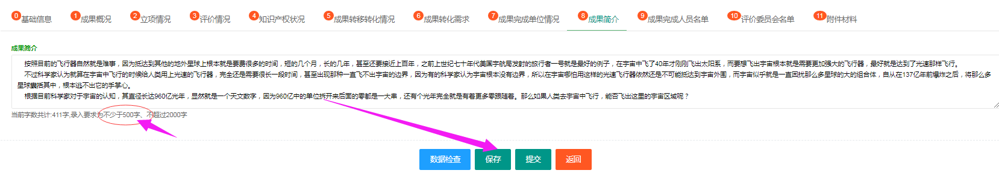 0 基础信息 1 成果概况 2 立项情况 3 评价情况 4 知识产权状况 5 成果转移转化情况 6 成果转化需求 7 成果完成单位情况 8 成果简介 9 成果完成人员名单 10 评价委员会名单 11 附件材料
成果简介
按照目前的飞行器自然就是难事，因为抵达到其他的地外星球上根本就是要费很多的时间，短的几个月，长的几年，甚至还要接近上百年，之前上世纪七十年代美国宇航局发射的旅行者一号就是最好的例子，在宇宙中飞了40年才刚刚飞出太阳系，而要想飞出宇宙根本就是需要更加强大的飞行器，最好就是达到了光速那样飞行。
不过科学家认为就算在宇宙中飞行的时候给人类用上光速的飞行器，完全还是需要很长一段时间，甚至出现那种一直飞不出宇宙的边界，因为有的科学家认为宇宙根本没有边界，所以在宇宙哪怕用这样的光速飞行器依然还是不可能抵达到宇宙外围，而宇宙似乎就是一直困扰那么多星球的大的组合体，自从在137亿年前爆炸之后，将那么多
星球囊括其中，根本逃不出它的手掌心。
根据目前科学家对于宇宙的认知，其直径长达960亿光年，显然就是一个天文数字，因为960亿中的单位拆开来后面的零都是一大串，还有个光年完全就是有着更多零跟随着。那么如果人类去宇宙中飞行，能否飞出这里的宇宙区域呢？
当前字数共计:411字,录入要求为不少于500字、不超过2000字
数据检查 保存 提交 返回